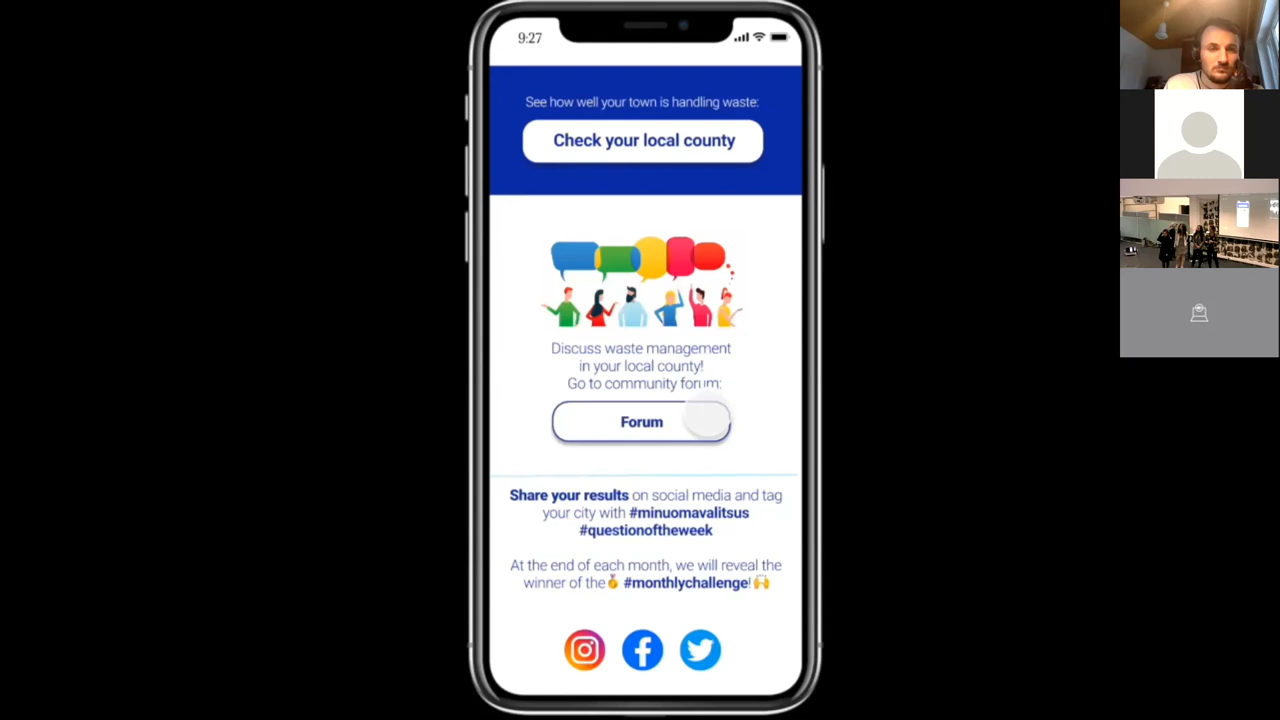 9:27
See how well your town is handling waste:
Check your local county
Discuss waste management
in your local county!
Go to community forum:
Forum
Share your results on social media and tag
your city with #minuomavalitsus
#questionoftheweek
At the end of each month, we will reveal the
winner of the🥇 #monthlychallenge!🙌